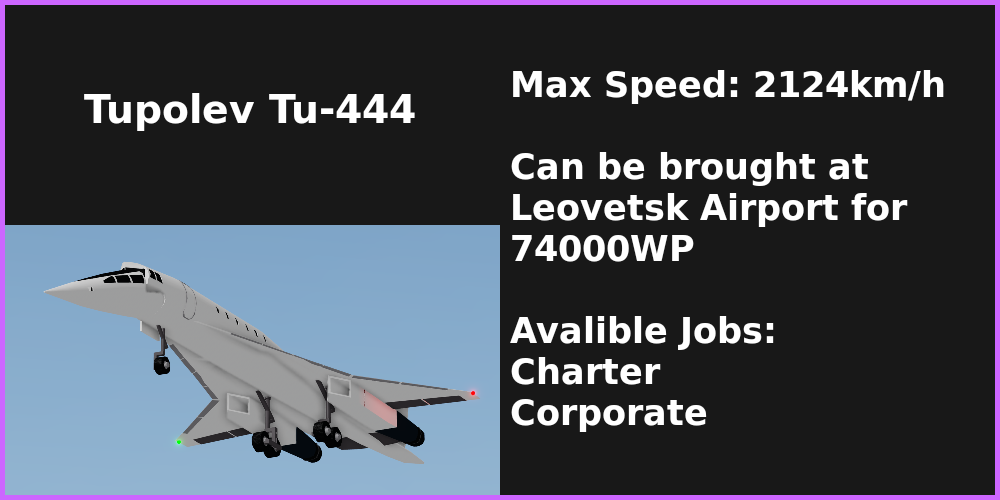 Tupolev Tu-444
Max Speed: 2124km/h
Can be brought at
Leovetsk Airport for
74000WP
Avalible Jobs:
Charter
Corporate